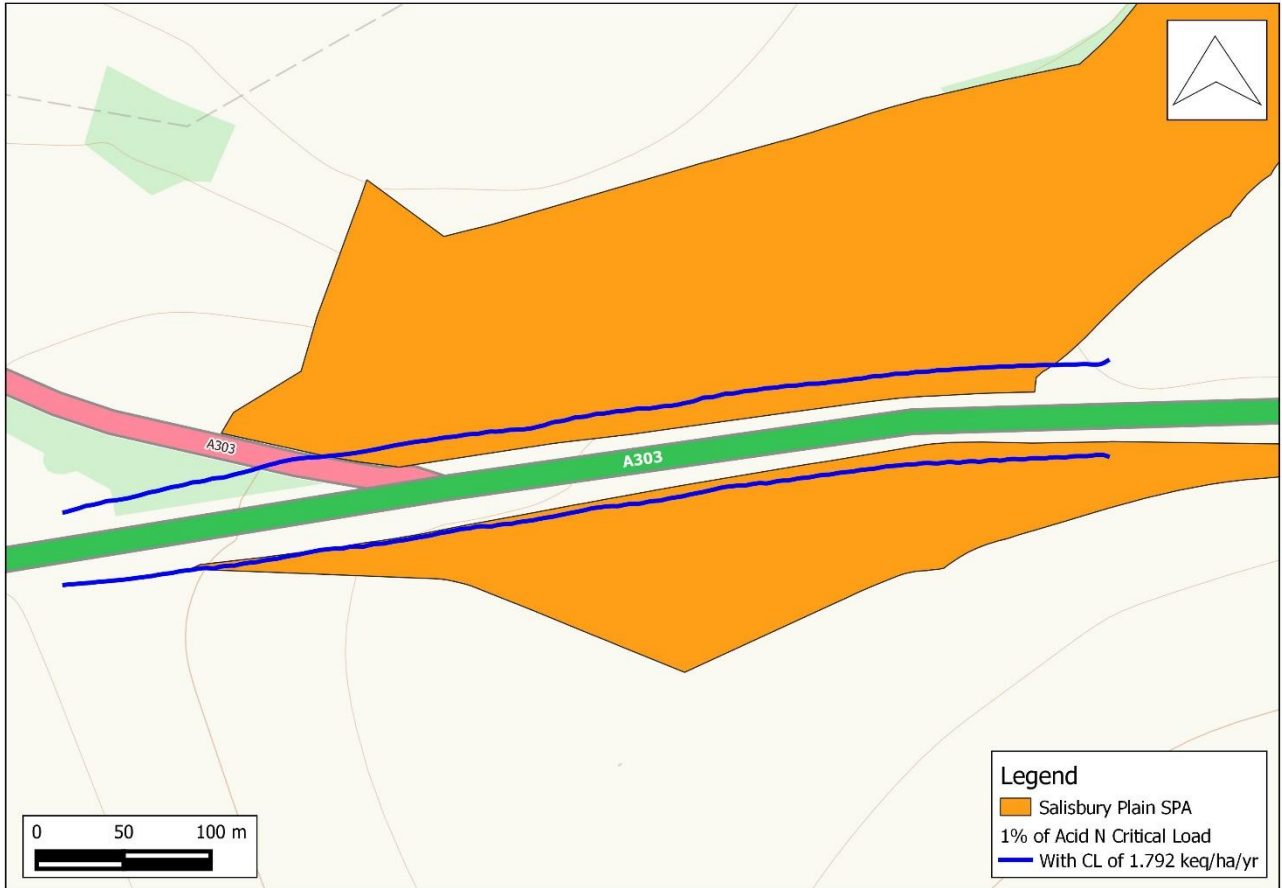 A303
A303
0 50 100 m
Legend
Salisbury Plain SPA
1% of Acid N Critical Load
With CL of 1.792 keq/ha/yr